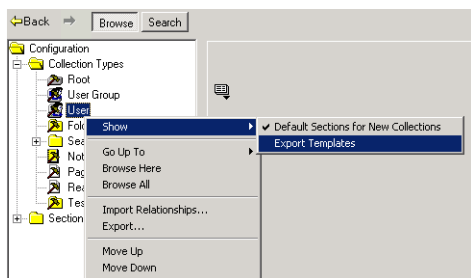 Back Browse Search
Configuration
Collection Types
Root
User Group
User
Show
Default Sections for New Collections
Export Templates
Go Up To
Browse Here
Browse All
Import Relationships...
Export...
Move Up
Move Down
Section